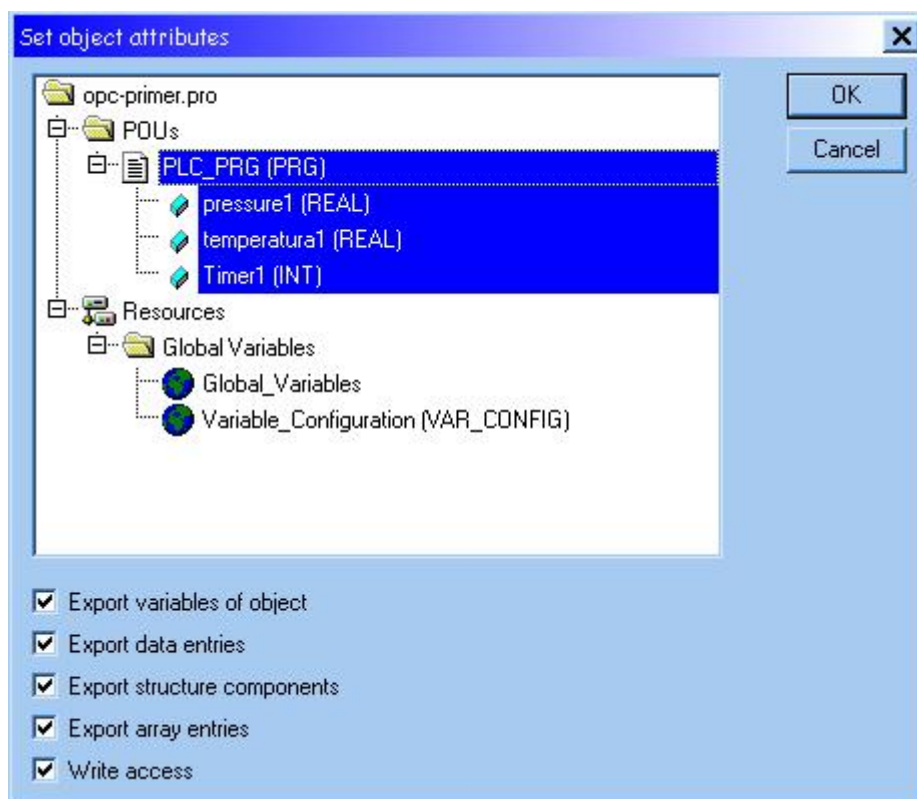 Set object attributes
opc-primer.pro
OK
POUs
Cancel
PLC_PRG (PRG)
pressure1 (REAL)
temperatura1 (REAL)
Timer1 (INT)
Resources
Global Variables
Global_Variables
Variable_Configuration (VAR_CONFIG)
Export variables of object
Export data entries
Export structure components
Export array entries
Write access